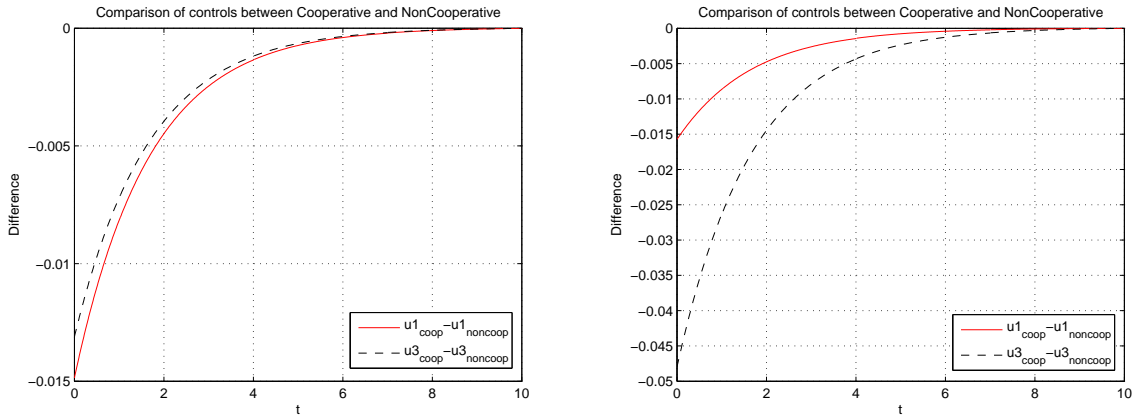 Comparison of controls between Cooperative and NonCooperative
0
−0.005
−0.01
−0.015
Difference
0 2 4 6 8 10
t
u1coop−u1noncoop
u3coop−u3noncoop
Comparison of controls between Cooperative and NonCooperative
0
−0.005
−0.01
−0.015
−0.02
−0.025
−0.03
−0.035
−0.04
−0.045
−0.05
Difference
0 2 4 6 8 10
t
u1coop−u1noncoop
u3coop−u3noncoop